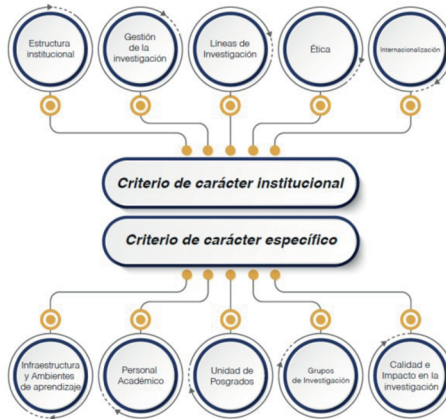 Estructura
institucional
Gestión
de la
investigación
Líneas de
Investigación
Ética
Internacionalización
Criterio de carácter institucional
Criterio de carácter específico
Infraestructura
y Ambientes
de aprendizaje
Personal
Académico
Unidad de
Posgrados
Grupos
de Investigación
Calidad e
Impacto en la
investigación